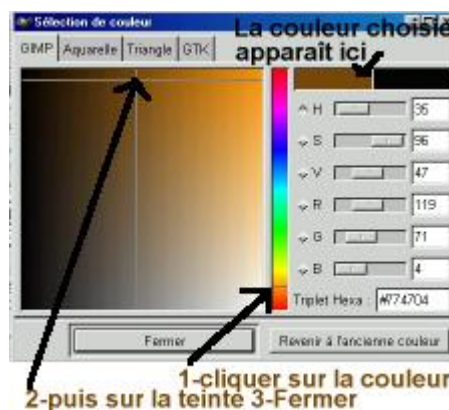 Sélection de couleur
La couleur choisie
apparaît ici
GIMP Aquarelle Triangle GTK
H 35
S 96
V 47
R 119
G 71
B 4
Triplet Hexa : #774704
Fermer Revenir à l'ancienne couleur
1-cliquer sur la couleur
2-puis sur la teinte 3-Fermer